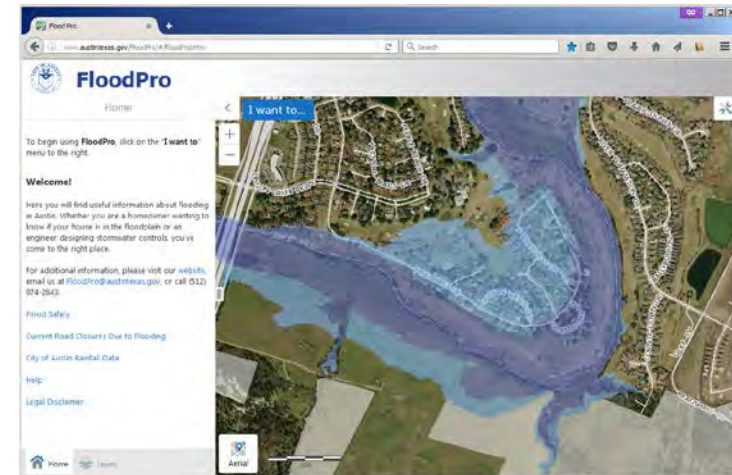 FloodPro
www.austintexas.gov/FloodPro/#FloodProIntro
Search
FloodPro
Home
I want to...
To begin using FloodPro, click on the "I want to"
menu to the right.
Welcome!
Here you will find useful information about flooding
in Austin. Whether you are a homeowner wanting to
know if your house is in the floodplain or an
engineer designing stormwater controls, you've
come to the right place.
For additional information, please visit our website,
email us at FloodPro@austintexas.gov, or call (512)
974-2843.
Flood Safety
Current Road Closures Due to Flooding
City of Austin Rainfall Data
Help
Legal Disclaimer
Home
Layers
Aerial